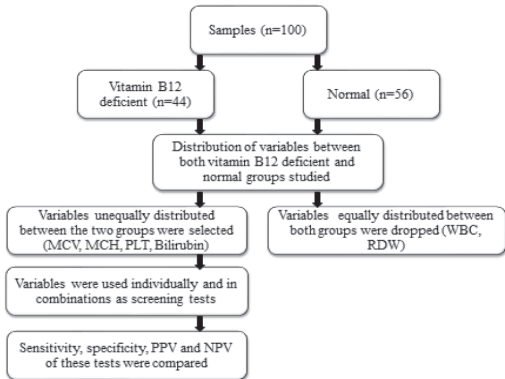 Samples (n=100)
Vitamin B12
deficient (n=44)
Normal (n=56)
Distribution of variables between
both vitamin B12 deficient and
normal groups studied
Variables unequally distributed
between the two groups were selected
(MCV, MCH, PLT, Bilirubin)
Variables equally distributed between
both groups were dropped (WBC,
RDW)
Variables were used individually and in
combinations as screening tests
Sensitivity, specificity, PPV and NPV
of these tests were compared